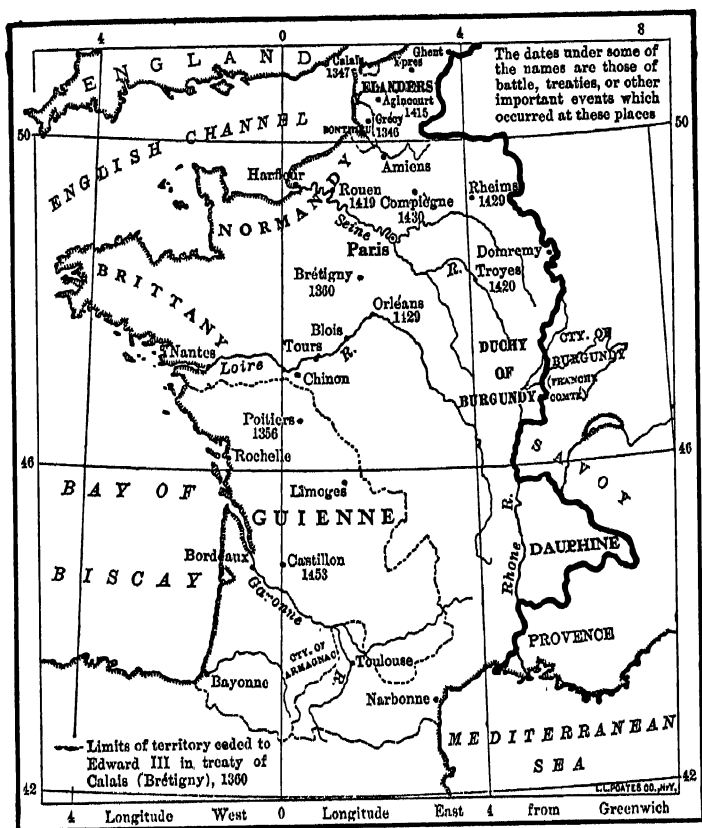 4 0 4 8
ENGLAND
Calais
1347
Ypres
Ghent
FLANDERS
Agincourt
1415
Crécy
1346
PONTHIEU
The dates under some of
the names are those of
battle, treaties, or other
important events which
occurred at these places
50 50
ENGLISH CHANNEL
Amiens
Harfleur
NORMANDY
Rouen
1419
Compiègne
1430
Rheims
1429
Seine
R.
Paris
Domremy
Troyes
1420
BRITTANY
Brétigny
1360
Orléans
1429
Blois
Tours
Nantes
Loire
R.
Chinon
DUCHY
OF
BURGUNDY
CTY. OF
BURGUNDY
(FRANCHE
COMTÉ)
Poitiers
1356
Rochelle
46 46
SAVOY
BAY OF
BISCAY
Limoges
GUIENNE
Rhone R.
DAUPHINE
Bordeaux
Castillon
1453
Garonne
R.
CTY. OF
ARMAGNAC
Toulouse
PROVENCE
Bayonne
Narbonne
MEDITERRANEAN
SEA
Limits of territory ceded to
Edward III in treaty of
Calais (Brétigny), 1360
L.L.POATES CO., N.Y.
42 42
4 Longitude West 0 Longitude East 4 from Greenwich